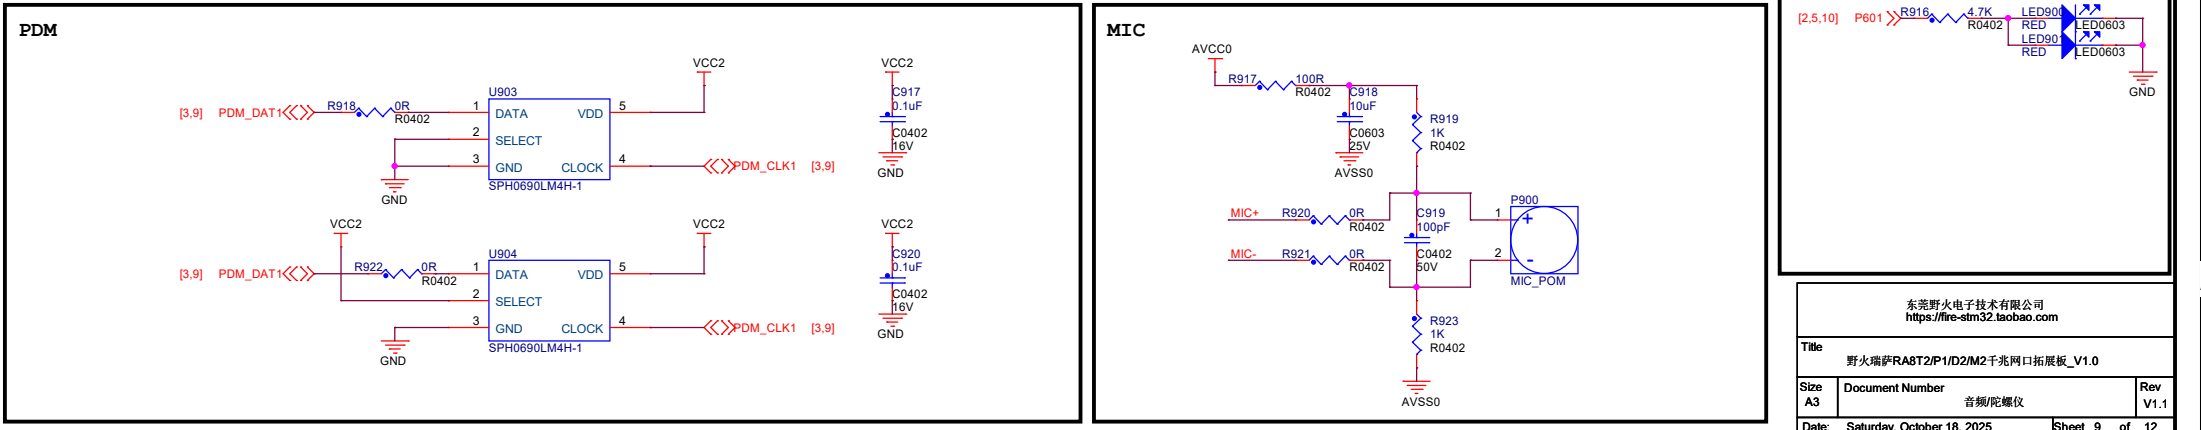 PDM
VCC2
VCC2
U903
C917
0.1uF
[3,9] PDM_DAT1 R918 0R 1 DATA VDD 5
R0402
2 SELECT
C0402
16V
3 GND CLOCK 4 PDM_CLK1 [3,9]
SPH0690LM4H-1
GND
GND
VCC2
VCC2
VCC2
U904
C920
0.1uF
[3,9] PDM_DAT1 R922 0R 1 DATA VDD 5
R0402
2 SELECT
C0402
16V
3 GND CLOCK 4 PDM_CLK1 [3,9]
SPH0690LM4H-1
GND
GND
MIC
AVCC0
R917 100R
R0402
C918
10uF
C0603
25V
AVSS0
R919
1K
R0402
P900
MIC+ R920 0R
R0402
C919
100pF
1 +
MIC- R921 0R
R0402
C0402
50V
2 -
MIC_POM
R923
1K
R0402
AVSS0
[2,5,10] P601 R916 4.7K
R0402
LED900
RED
LED0603
LED901
RED
LED0603
GND
东莞野火电子技术有限公司
https://fire-stm32.taobao.com
Title
野火瑞萨RA8T2/P1/D2/M2千兆网口拓展板_V1.0
Size Document Number Rev
A3 音频/陀螺仪 V1.1
Date: Saturday, October 18, 2025 Sheet 9 of 12